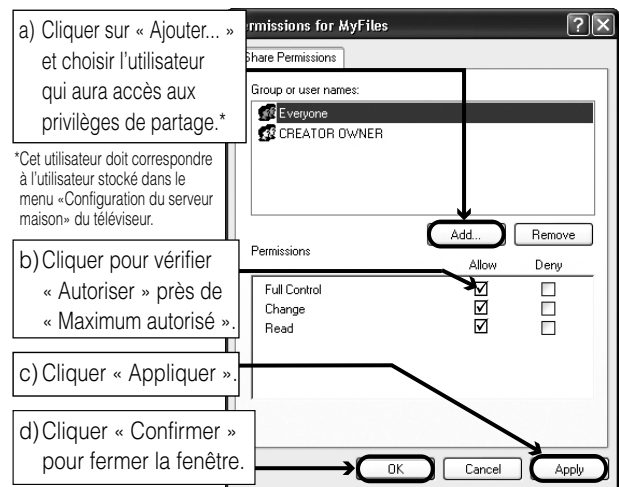 a) Cliquer sur « Ajouter... »
et choisir l'utilisateur
qui aura accès aux
privilèges de partage.*
*Cet utilisateur doit correspondre
à l'utilisateur stocké dans le
menu «Configuration du serveur
maison» du téléviseur.
b) Cliquer pour vérifier
« Autoriser » près de
« Maximum autorisé ».
c) Cliquer « Appliquer ».
d) Cliquer « Confirmer »
pour fermer la fenêtre.
ermissions for MyFiles
Share Permissions
Group or user names:
Everyone
CREATOR OWNER
Add... Remove
Permissions Allow Deny
Full Control
Change
Read
OK Cancel Apply